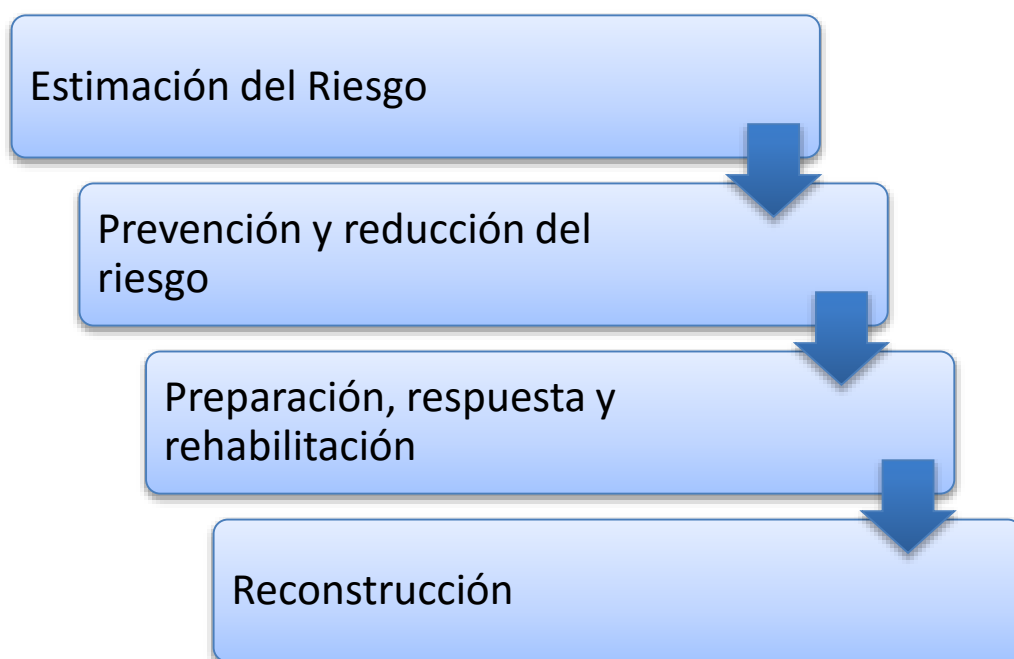 Estimación del Riesgo
Prevención y reducción del
riesgo
Preparación, respuesta y
rehabilitación
Reconstrucción